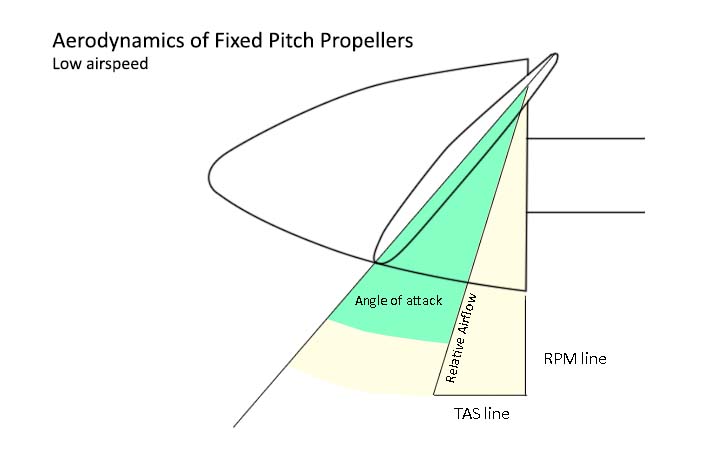 Aerodynamics of Fixed Pitch Propellers
Low airspeed
Angle of attack
Relative Airflow
RPM line
TAS line